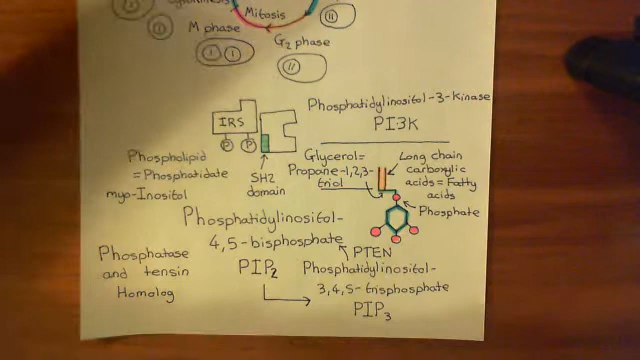 Mitosis
M phase
G₂ phase
Phosphatidylinositol-3-kinase
PI3K
IRS
P P
SH2
domain
Phospholipid
= Phosphatidate
myo-Inositol
Glycerol=
Propane-1,2,3-
triol
Long chain
carboxylic
acids = Fatty
acids
Phosphate
Phosphatidylinositol-
4,5-bisphosphate
PIP₂
PTEN
Phosphatase
and tensin
Homolog
Phosphatidylinositol-
3,4,5-trisphosphate
PIP₃